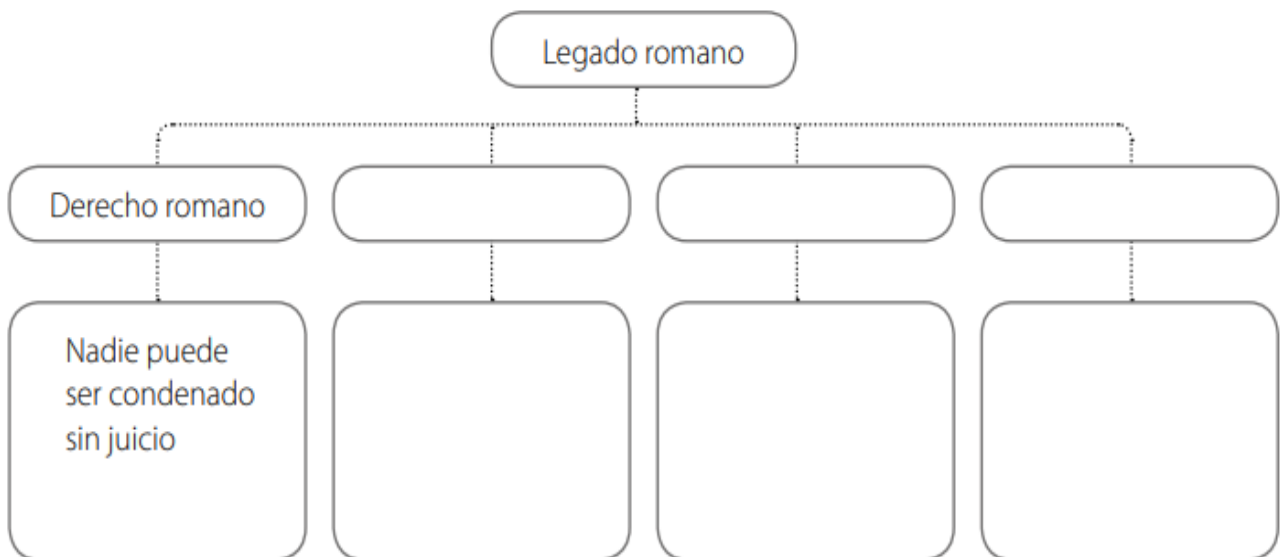 Legado romano
Derecho romano
Nadie puede
ser condenado
sin juicio